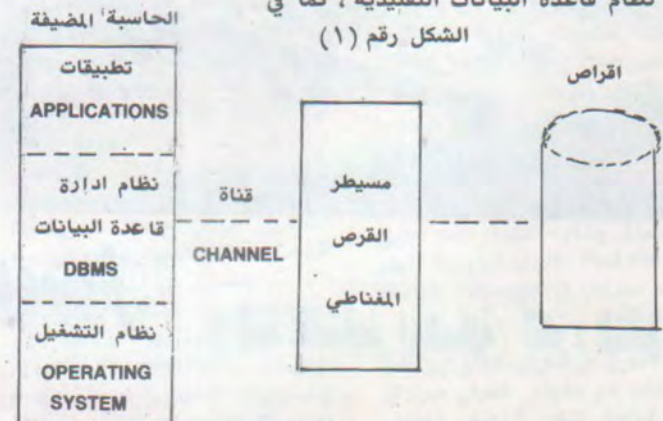 نظام قاعدة البيانات التقليدية، كما في
الشكل رقم (١)
الحاسبة المضيفة
تطبيقات
APPLICATIONS
نظام ادارة
قاعدة البيانات
DBMS
نظام التشغيل
OPERATING
SYSTEM
قناة
CHANNEL
مسيطر
القرص
المغناطي
اقراص